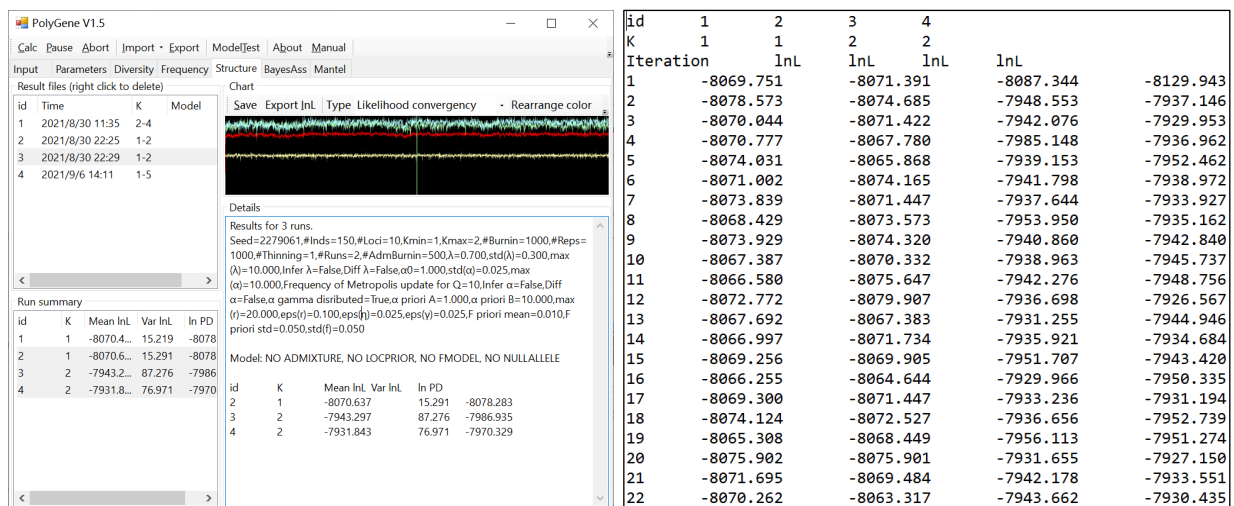 PolyGene V1.5
Calc Pause Abort Import Export ModelTest About Manual
Input Parameters Diversity Frequency Structure BayesAss Mantel
Result files (right click to delete)
id Time K Model
1 2021/8/30 11:35 2-4
2 2021/8/30 22:25 1-2
3 2021/8/30 22:29 1-2
4 2021/9/6 14:11 1-5
Run summary
id K Mean lnL Var lnL ln PD
1 1 -8070.4... 15.219 -8078
2 1 -8070.6... 15.291 -8078
3 2 -7943.2... 87.276 -7986
4 2 -7931.8... 76.971 -7970
Chart
Save Export lnL Type Likelihood convergency Rearrange color
Details
Results for 3 runs.
Seed=2279061,#Inds=150,#Loci=10,Kmin=1,Kmax=2,#Burnin=1000,#Reps=
1000,#Thinning=1,#Runs=2,#AdmBurnin=500,λ=0.700,std(λ)=0.300,max
(λ)=10.000,Infer λ=False,Diff λ=False,α0=1.000,std(α)=0.025,max
(α)=10.000,Frequency of Metropolis update for Q=10,Infer α=False,Diff
α=False,α gamma disributed=True,α priori A=1.000,α priori B=10.000,max
(r)=20.000,eps(r)=0.100,eps(η)=0.025,eps(γ)=0.025,F priori mean=0.010,F
priori std=0.050,std(f)=0.050
Model: NO ADMIXTURE, NO LOCPRIOR, NO FMODEL, NO NULLALLELE
id K Mean lnL Var lnL ln PD
2 1 -8070.637 15.291 -8078.283
3 2 -7943.297 87.276 -7986.935
4 2 -7931.843 76.971 -7970.329
id 1 2 3 4
K 1 1 2 2
Iteration lnL lnL lnL lnL
1 -8069.751 -8071.391 -8087.344 -8129.943
2 -8078.573 -8074.685 -7948.553 -7937.146
3 -8070.044 -8071.422 -7942.076 -7929.953
4 -8070.777 -8067.780 -7985.148 -7936.962
5 -8074.031 -8065.868 -7939.153 -7952.462
6 -8071.002 -8074.165 -7941.798 -7938.972
7 -8073.839 -8071.447 -7937.644 -7933.927
8 -8068.429 -8073.573 -7953.950 -7935.162
9 -8073.929 -8074.320 -7940.860 -7942.840
10 -8067.387 -8070.332 -7938.963 -7945.737
11 -8066.580 -8075.647 -7942.276 -7948.756
12 -8072.772 -8079.907 -7936.698 -7926.567
13 -8067.692 -8067.383 -7931.255 -7944.946
14 -8066.997 -8071.734 -7935.921 -7934.684
15 -8069.256 -8069.905 -7951.707 -7943.420
16 -8066.255 -8064.644 -7929.966 -7950.335
17 -8069.300 -8071.447 -7933.236 -7931.194
18 -8074.124 -8072.527 -7936.656 -7952.739
19 -8065.308 -8068.449 -7956.113 -7951.274
20 -8075.902 -8075.901 -7931.655 -7927.150
21 -8071.695 -8069.484 -7942.178 -7933.551
22 -8070.262 -8063.317 -7943.662 -7930.435